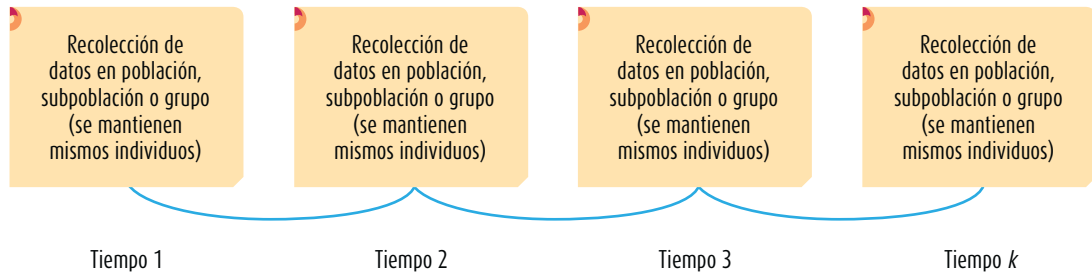 Recolección de
datos en población,
subpoblación o grupo
(se mantienen
mismos individuos)
Recolección de
datos en población,
subpoblación o grupo
(se mantienen
mismos individuos)
Recolección de
datos en población,
subpoblación o grupo
(se mantienen
mismos individuos)
Recolección de
datos en población,
subpoblación o grupo
(se mantienen
mismos individuos)
Tiempo 1
Tiempo 2
Tiempo 3
Tiempo k